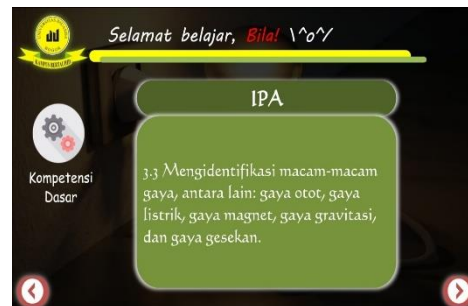 Selamat belajar, Bila! \^o^/
IPA
Kompetensi
Dasar
3.3 Mengidentifikasi macam-macam
gaya, antara lain: gaya otot, gaya
listrik, gaya magnet, gaya gravitasi,
dan gaya gesekan.